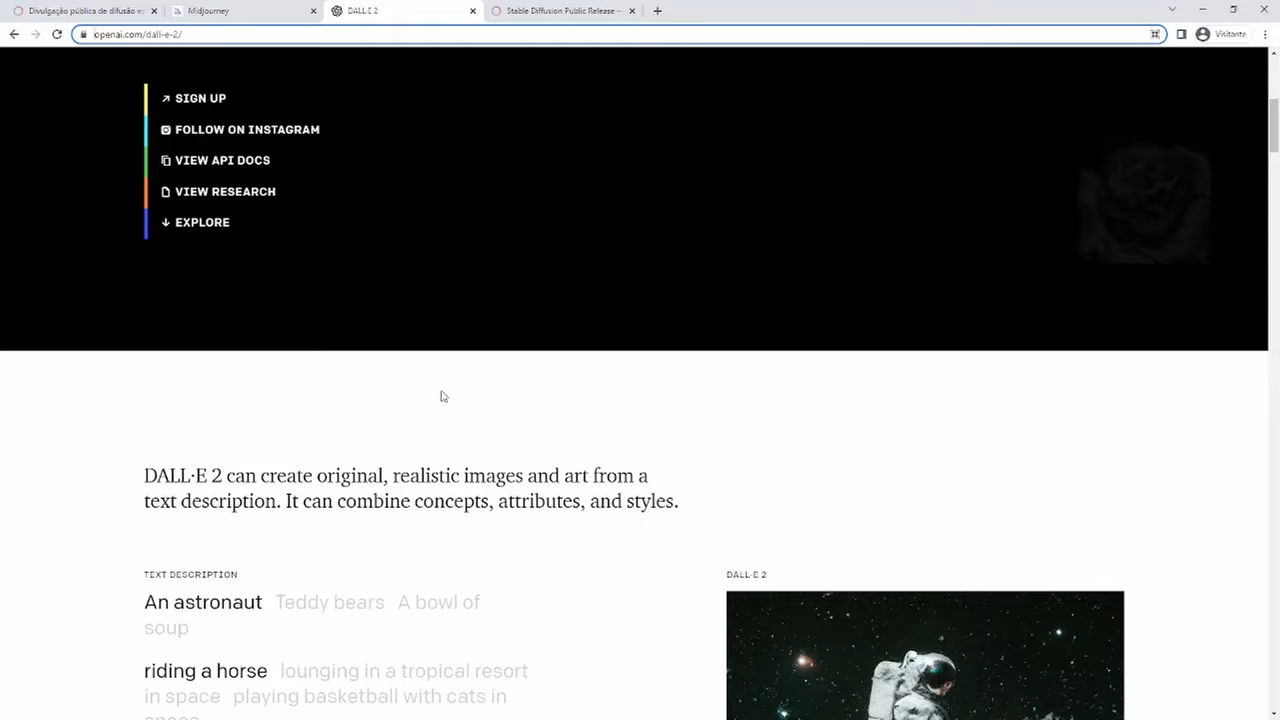 Divulgação pública de difusão es
Midjourney
DALL·E 2
Stable Diffusion Public Release —
openai.com/dall-e-2/
Visitante
SIGN UP
FOLLOW ON INSTAGRAM
VIEW API DOCS
VIEW RESEARCH
EXPLORE
DALL·E 2 can create original, realistic images and art from a
text description. It can combine concepts, attributes, and styles.
TEXT DESCRIPTION
An astronaut Teddy bears A bowl of
soup
riding a horse lounging in a tropical resort
in space playing basketball with cats in
space
DALL·E 2